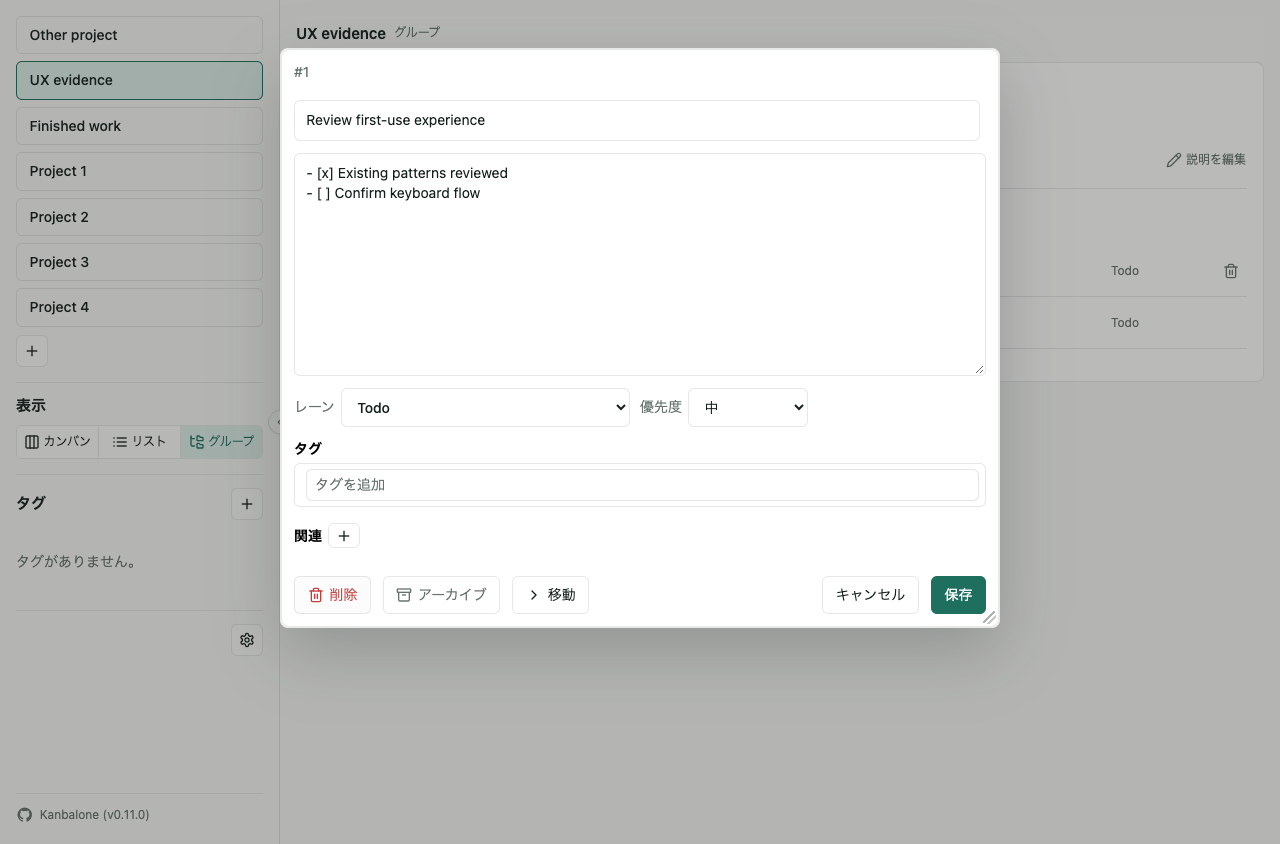 Other project
UX evidence
Finished work
Project 1
Project 2
Project 3
Project 4
表示
カンバン
リスト
グループ
タグ
タグがありません。
Kanbalone (v0.11.0)
UX evidence グループ
説明を編集
Todo
Todo
#1
Review first-use experience
- [x] Existing patterns reviewed
- [ ] Confirm keyboard flow
レーン Todo 優先度 中
タグ
タグを追加
関連
削除 アーカイブ 移動 キャンセル 保存